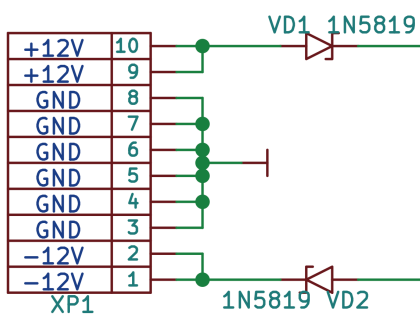 VD1 1N5819
+12V 10
+12V 9
GND 8
GND 7
GND 6
GND 5
GND 4
GND 3
-12V 2
-12V 1
XP1
1N5819 VD2